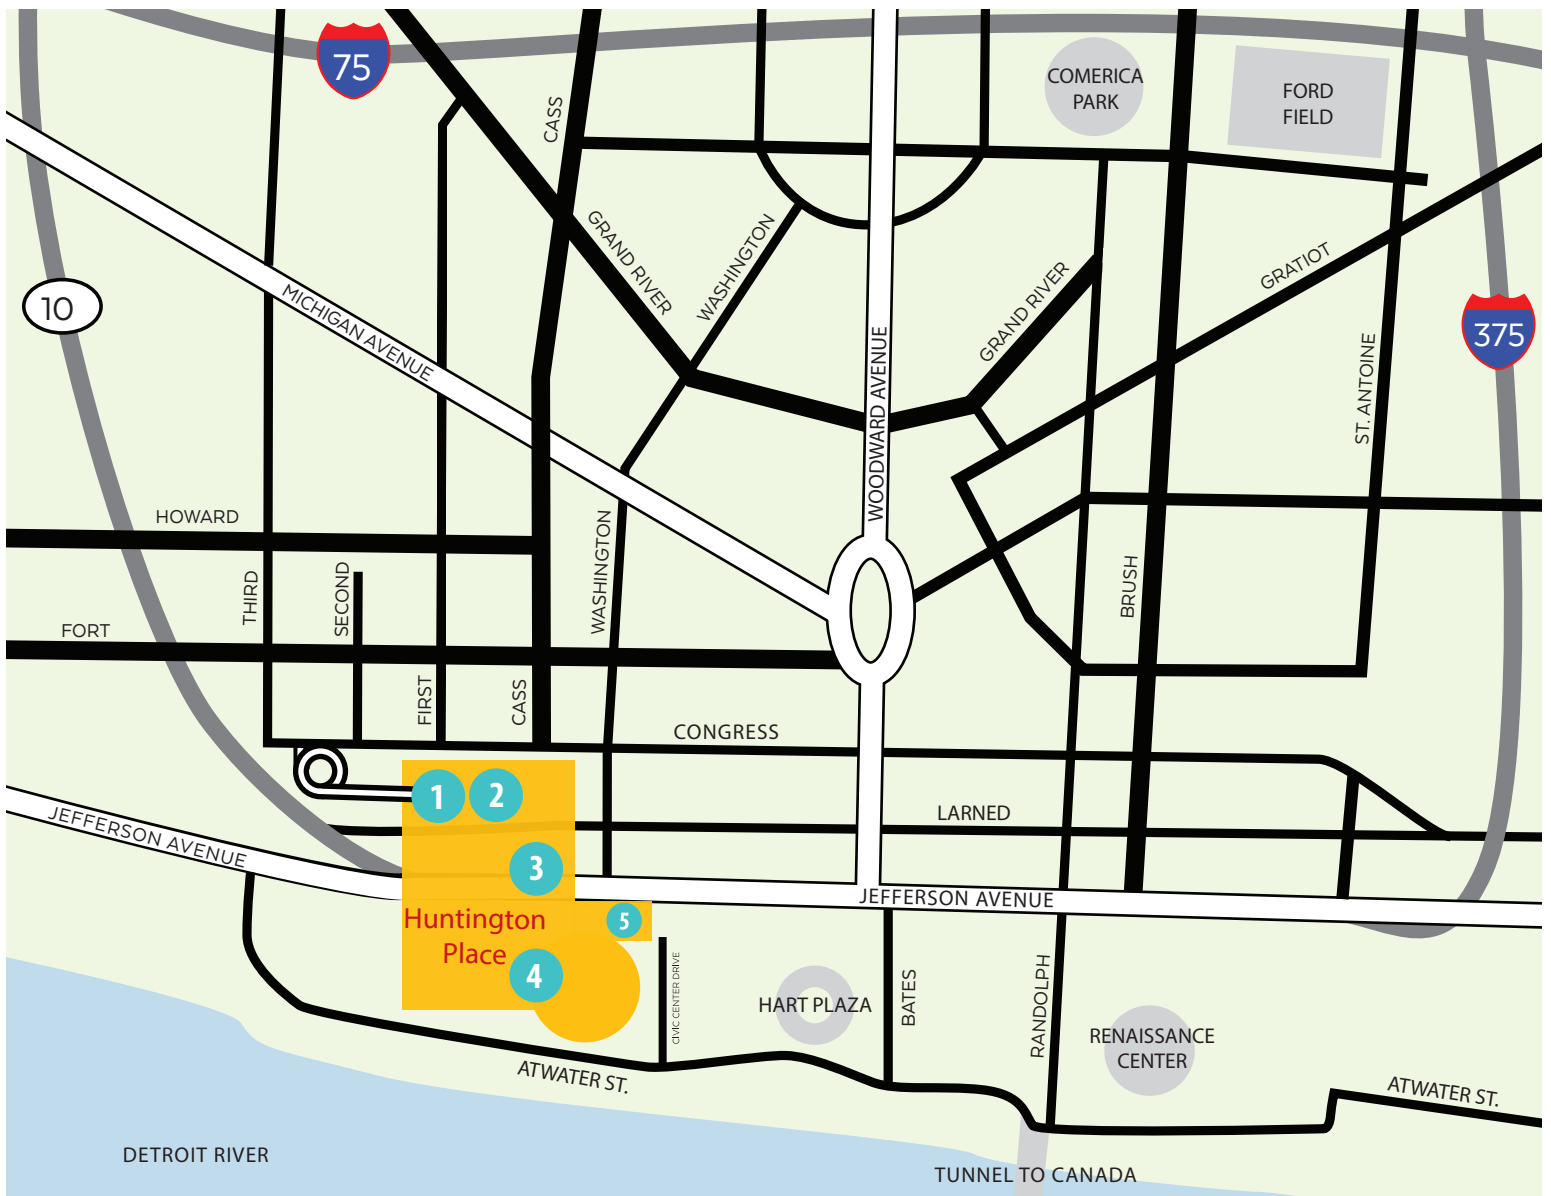 75
COMERICA
PARK
FORD
FIELD
CASS
GRAND RIVER
WASHINGTON
GRAND RIVER
GRATIOT
10
MICHIGAN AVENUE
WOODWARD AVENUE
375
ST. ANTOINE
HOWARD
WASHINGTON
THIRD
SECOND
BRUSH
FORT
FIRST
CASS
CONGRESS
1
2
LARNED
JEFFERSON AVENUE
3
JEFFERSON AVENUE
Huntington
Place
5
4
CIVIC CENTER DRIVE
HART PLAZA
BATES
RANDOLPH
RENAISSANCE
CENTER
ATWATER ST.
ATWATER ST.
DETROIT RIVER
TUNNEL TO CANADA